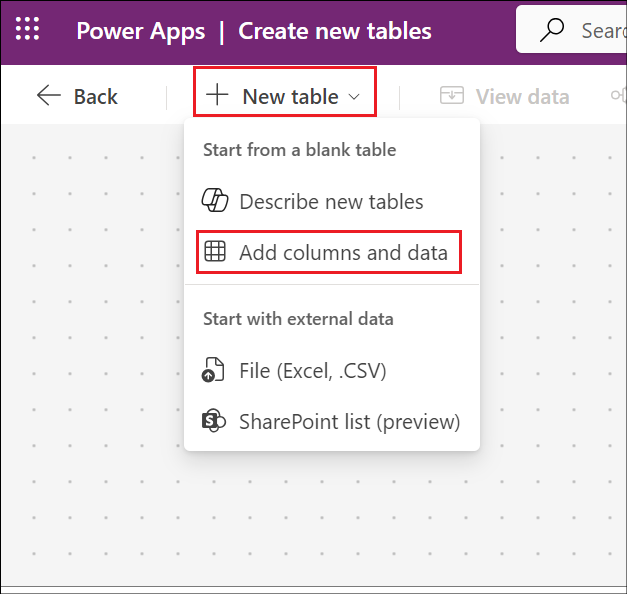 Power Apps | Create new tables
Back
New table
View data
Start from a blank table
Describe new tables
Add columns and data
Start with external data
File (Excel, .CSV)
SharePoint list (preview)